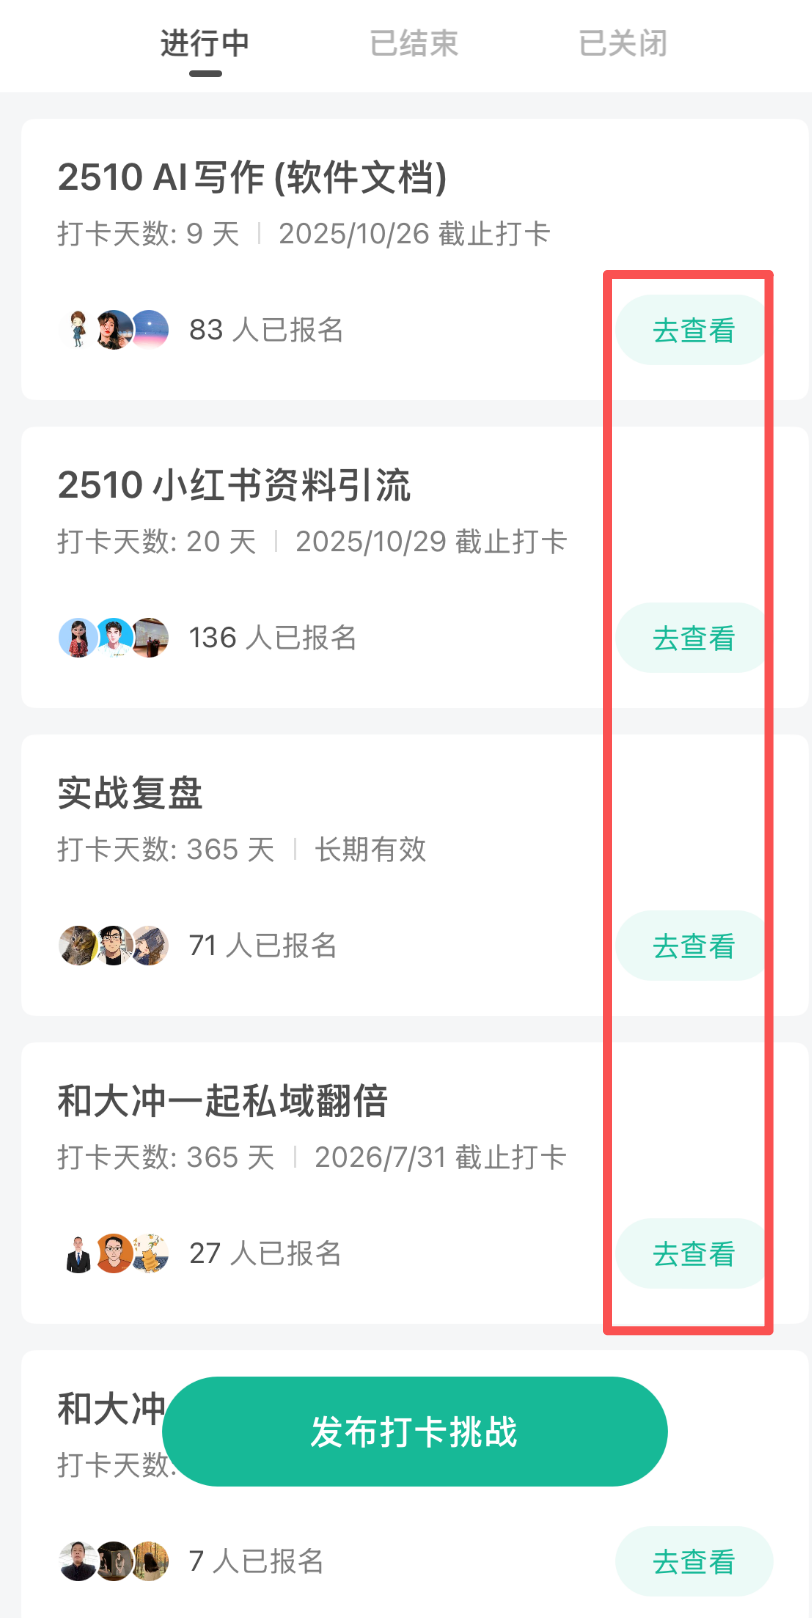 进行中 已结束 已关闭
2510 AI 写作 (软件文档)
打卡天数: 9 天 | 2025/10/26 截止打卡
83 人已报名 去查看
2510 小红书资料引流
打卡天数: 20 天 | 2025/10/29 截止打卡
136 人已报名 去查看
实战复盘
打卡天数: 365 天 | 长期有效
71 人已报名 去查看
和大冲一起私域翻倍
打卡天数: 365 天 | 2026/7/31 截止打卡
27 人已报名 去查看
和大冲
发布打卡挑战
打卡天数:
7 人已报名 去查看